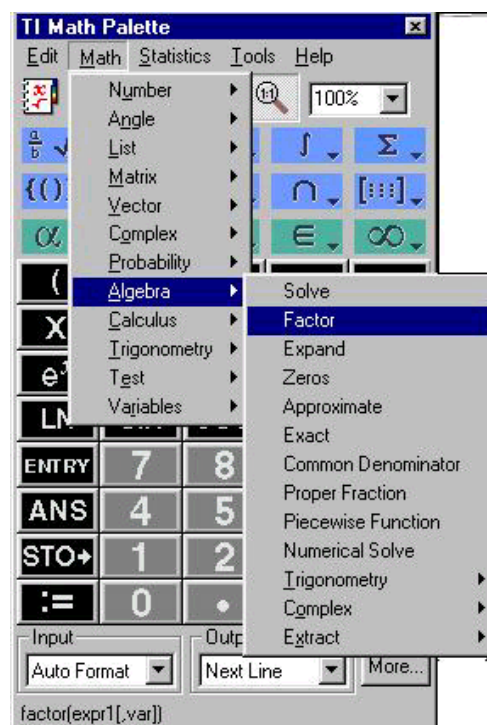 TI Math Palette
Edit Math Statistics Tools Help
Number
100%
Angle
List
Matrix
Vector
Complex
Probability
Algebra
Calculus
Trigonometry
Test
Variables
Solve
Factor
Expand
Zeros
Approximate
Exact
Common Denominator
Proper Fraction
Piecewise Function
Numerical Solve
Trigonometry
Complex
Extract
a/b √
∫ Σ
{()
∩ [⁝⁝⁝]
α ∈ ∞
(
X
LN
ENTRY 7 8
ANS 4 5
STO→ 1 2
:= 0 .
Input
Auto Format Next Line More...
factor(expr1[,var])